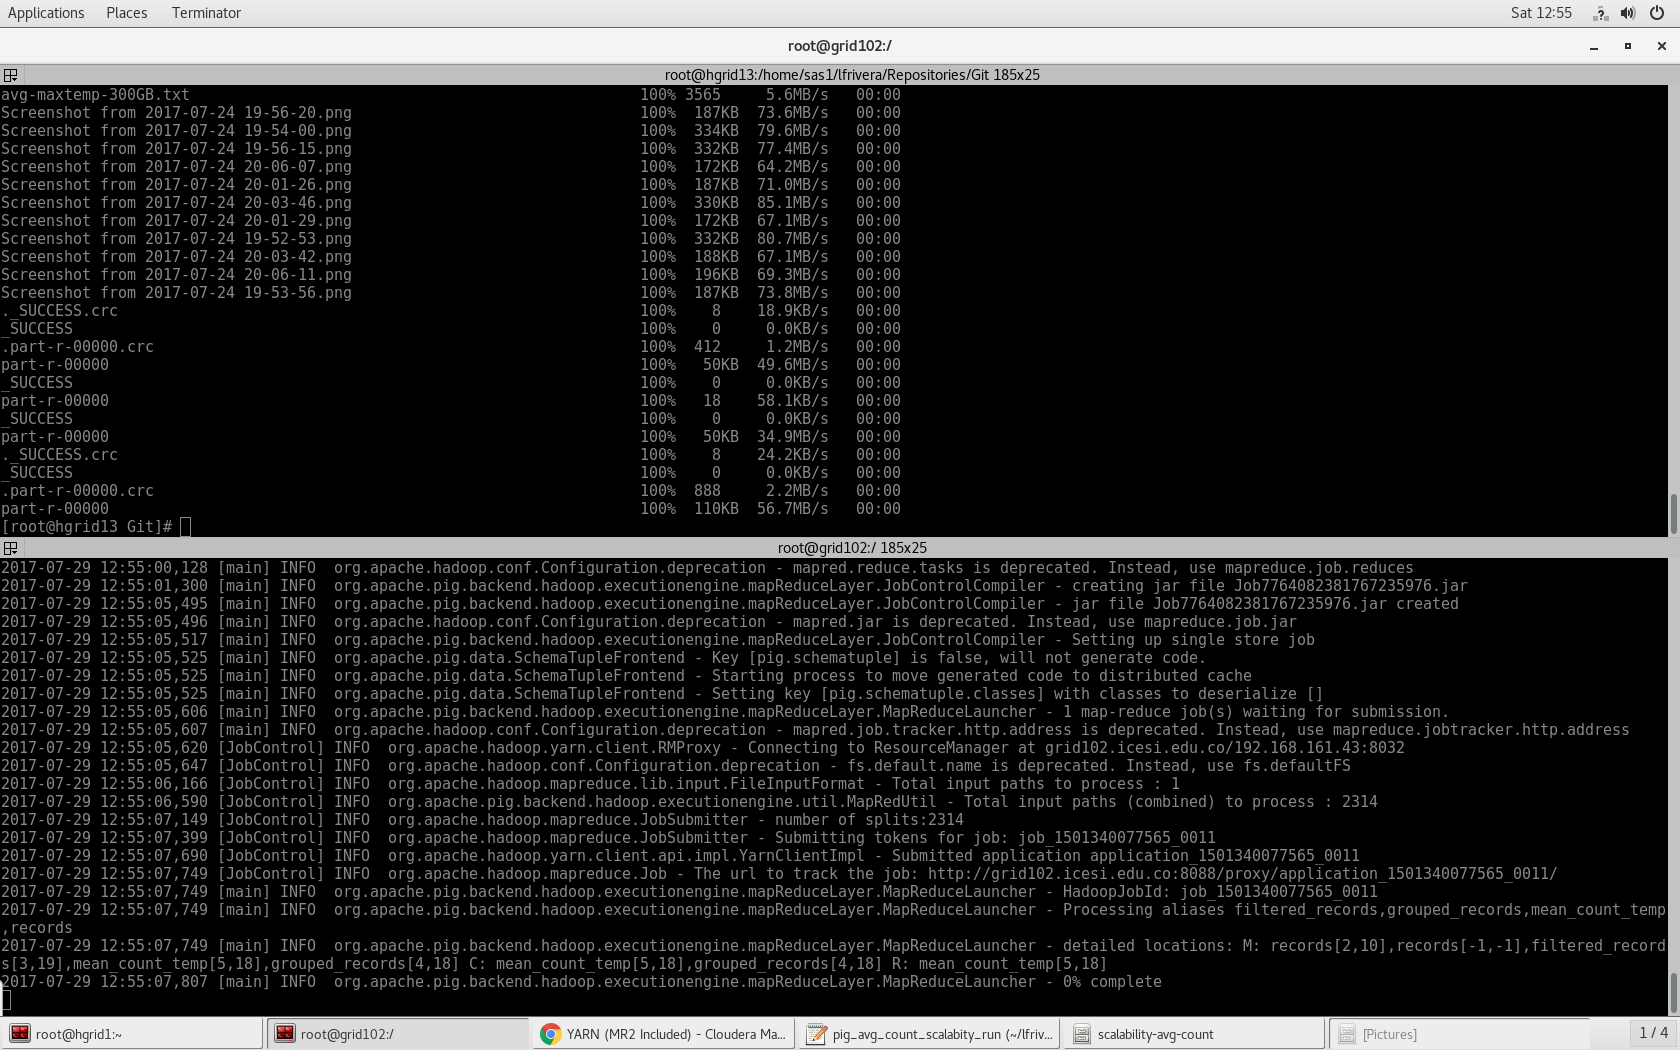 Applications Places Terminator Sat 12:55
root@grid102:/
root@hgrid13:/home/sas1/lfrivera/Repositories/Git 185x25
avg-maxtemp-300GB.txt 100% 3565 5.6MB/s 00:00
Screenshot from 2017-07-24 19-56-20.png 100% 187KB 73.6MB/s 00:00
Screenshot from 2017-07-24 19-54-00.png 100% 334KB 79.6MB/s 00:00
Screenshot from 2017-07-24 19-56-15.png 100% 332KB 77.4MB/s 00:00
Screenshot from 2017-07-24 20-06-07.png 100% 172KB 64.2MB/s 00:00
Screenshot from 2017-07-24 20-01-26.png 100% 187KB 71.0MB/s 00:00
Screenshot from 2017-07-24 20-03-46.png 100% 330KB 85.1MB/s 00:00
Screenshot from 2017-07-24 20-01-29.png 100% 172KB 67.1MB/s 00:00
Screenshot from 2017-07-24 19-52-53.png 100% 332KB 80.7MB/s 00:00
Screenshot from 2017-07-24 20-03-42.png 100% 188KB 67.1MB/s 00:00
Screenshot from 2017-07-24 20-06-11.png 100% 196KB 69.3MB/s 00:00
Screenshot from 2017-07-24 19-53-56.png 100% 187KB 73.8MB/s 00:00
._SUCCESS.crc 100% 8 18.9KB/s 00:00
_SUCCESS 100% 0 0.0KB/s 00:00
.part-r-00000.crc 100% 412 1.2MB/s 00:00
part-r-00000 100% 50KB 49.6MB/s 00:00
_SUCCESS 100% 0 0.0KB/s 00:00
part-r-00000 100% 18 58.1KB/s 00:00
_SUCCESS 100% 0 0.0KB/s 00:00
part-r-00000 100% 50KB 34.9MB/s 00:00
._SUCCESS.crc 100% 8 24.2KB/s 00:00
_SUCCESS 100% 0 0.0KB/s 00:00
.part-r-00000.crc 100% 888 2.2MB/s 00:00
part-r-00000 100% 110KB 56.7MB/s 00:00
[root@hgrid13 Git]#
root@grid102:/ 185x25
2017-07-29 12:55:00,128 [main] INFO org.apache.hadoop.conf.Configuration.deprecation - mapred.reduce.tasks is deprecated. Instead, use mapreduce.job.reduces
2017-07-29 12:55:01,300 [main] INFO org.apache.pig.backend.hadoop.executionengine.mapReduceLayer.JobControlCompiler - creating jar file Job7764082381767235976.jar
2017-07-29 12:55:05,495 [main] INFO org.apache.pig.backend.hadoop.executionengine.mapReduceLayer.JobControlCompiler - jar file Job7764082381767235976.jar created
2017-07-29 12:55:05,496 [main] INFO org.apache.hadoop.conf.Configuration.deprecation - mapred.jar is deprecated. Instead, use mapreduce.job.jar
2017-07-29 12:55:05,517 [main] INFO org.apache.pig.backend.hadoop.executionengine.mapReduceLayer.JobControlCompiler - Setting up single store job
2017-07-29 12:55:05,525 [main] INFO org.apache.pig.data.SchemaTupleFrontend - Key [pig.schematuple] is false, will not generate code.
2017-07-29 12:55:05,525 [main] INFO org.apache.pig.data.SchemaTupleFrontend - Starting process to move generated code to distributed cache
2017-07-29 12:55:05,525 [main] INFO org.apache.pig.data.SchemaTupleFrontend - Setting key [pig.schematuple.classes] with classes to deserialize []
2017-07-29 12:55:05,606 [main] INFO org.apache.pig.backend.hadoop.executionengine.mapReduceLayer.MapReduceLauncher - 1 map-reduce job(s) waiting for submission.
2017-07-29 12:55:05,607 [main] INFO org.apache.hadoop.conf.Configuration.deprecation - mapred.job.tracker.http.address is deprecated. Instead, use mapreduce.jobtracker.http.address
2017-07-29 12:55:05,620 [JobControl] INFO org.apache.hadoop.yarn.client.RMProxy - Connecting to ResourceManager at grid102.icesi.edu.co/192.168.161.43:8032
2017-07-29 12:55:05,647 [JobControl] INFO org.apache.hadoop.conf.Configuration.deprecation - fs.default.name is deprecated. Instead, use fs.defaultFS
2017-07-29 12:55:06,166 [JobControl] INFO org.apache.hadoop.mapreduce.lib.input.FileInputFormat - Total input paths to process : 1
2017-07-29 12:55:06,590 [JobControl] INFO org.apache.pig.backend.hadoop.executionengine.util.MapRedUtil - Total input paths (combined) to process : 2314
2017-07-29 12:55:07,149 [JobControl] INFO org.apache.hadoop.mapreduce.JobSubmitter - number of splits:2314
2017-07-29 12:55:07,399 [JobControl] INFO org.apache.hadoop.mapreduce.JobSubmitter - Submitting tokens for job: job_1501340077565_0011
2017-07-29 12:55:07,690 [JobControl] INFO org.apache.hadoop.yarn.client.api.impl.YarnClientImpl - Submitted application application_1501340077565_0011
2017-07-29 12:55:07,749 [JobControl] INFO org.apache.hadoop.mapreduce.Job - The url to track the job: http://grid102.icesi.edu.co:8088/proxy/application_1501340077565_0011/
2017-07-29 12:55:07,749 [main] INFO org.apache.pig.backend.hadoop.executionengine.mapReduceLayer.MapReduceLauncher - HadoopJobId: job_1501340077565_0011
2017-07-29 12:55:07,749 [main] INFO org.apache.pig.backend.hadoop.executionengine.mapReduceLayer.MapReduceLauncher - Processing aliases filtered_records,grouped_records,mean_count_temp
,records
2017-07-29 12:55:07,749 [main] INFO org.apache.pig.backend.hadoop.executionengine.mapReduceLayer.MapReduceLauncher - detailed locations: M: records[2,10],records[-1,-1],filtered_record
s[3,19],mean_count_temp[5,18],grouped_records[4,18] C: mean_count_temp[5,18],grouped_records[4,18] R: mean_count_temp[5,18]
2017-07-29 12:55:07,807 [main] INFO org.apache.pig.backend.hadoop.executionengine.mapReduceLayer.MapReduceLauncher - 0% complete
root@hgrid1:~ root@grid102:/ YARN (MR2 Included) - Cloudera Ma... pig_avg_count_scalabity_run (~/lfriv... scalability-avg-count [Pictures] 1 / 4